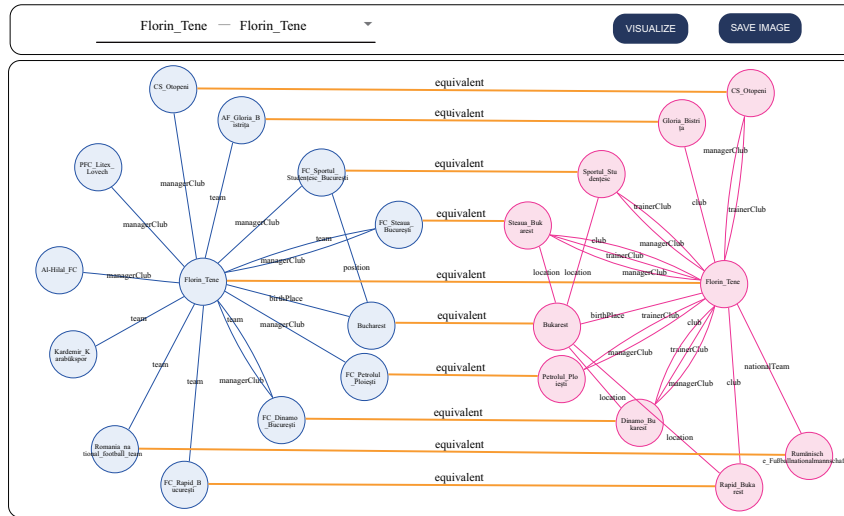 Florin_Tene — Florin_Tene
VISUALIZE
SAVE IMAGE
equivalent
CS_Otopeni
CS_Otopeni
equivalent
AF_Gloria_B
istrița
Gloria_Bistri
ța
managerClub
PFC_Litex_
Lovech
equivalent
FC_Sportul_
Studențesc_București
Sportul_Stu
dențesc
managerClub
team
club
trainerClub
managerClub
managerClub
trainerClub
equivalent
FC_Steaua_
București
Steaua_Buk
arest
team
club
managerClub
managerClub
trainerClub
Al-Hilal_FC
managerClub
position
location
location
managerClub
equivalent
Florin_Tene
Florin_Tene
birthPlace
birthPlace
team
team
managerClub
trainerClub
club
equivalent
Bucharest
Bukarest
Kardemir_K
arabükspor
team
team
managerClub
trainerClub
managerClub
managerClub
nationalTeam
club
equivalent
FC_Petrolul
_Ploiești
Petrolul_Plo
iești
location
equivalent
FC_Dinamo
_București
Dinamo_Bu
karest
location
equivalent
Romania_na
tional_football_team
Rumänisch
e_Fußballnationalmannschaft
equivalent
FC_Rapid_B
ucurești
Rapid_Buka
rest